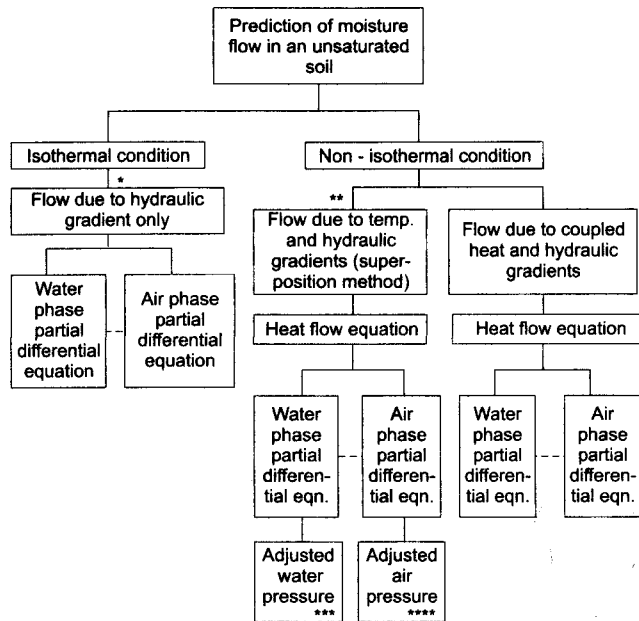 Prediction of moisture
flow in an unsaturated
soil
Isothermal condition
Non - isothermal condition
*
**
Flow due to hydraulic
gradient only
Flow due to temp.
and hydraulic
gradients (super-
position method)
Flow due to coupled
heat and hydraulic
gradients
Water
phase
partial
differential
equation
Air phase
partial
differential
equation
Heat flow equation
Heat flow equation
Water
phase
partial
differen-
tial eqn.
Air
phase
partial
differen-
tial eqn.
Water
phase
partial
differen-
tial eqn.
Air
phase
partial
differen-
tial eqn.
Adjusted
water
pressure
***
Adjusted
air
pressure
****